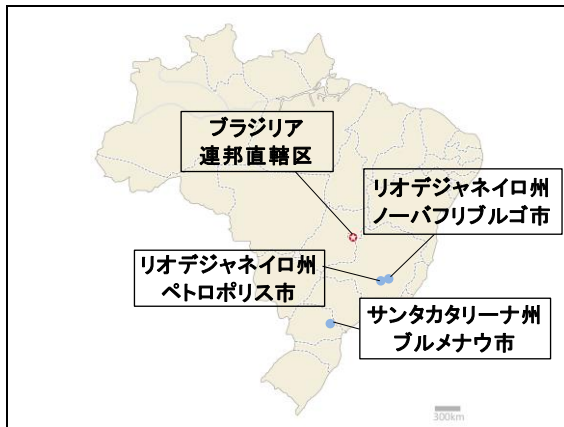 ブラジリア
連邦直轄区
リオデジャネイロ州
ノーバフリブルゴ市
リオデジャネイロ州
ペトロポリス市
サンタカタリーナ州
ブルメナウ市
300km